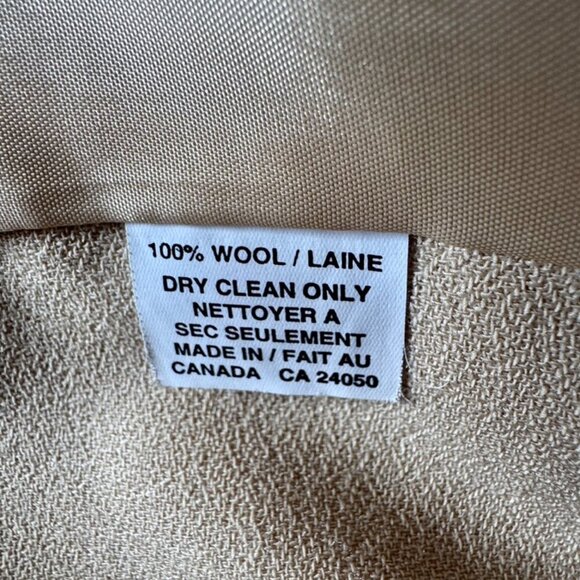 100% WOOL / LAINE
DRY CLEAN ONLY
NETTOYER A
SEC SEULEMENT
MADE IN / FAIT AU
CANADA CA 24050